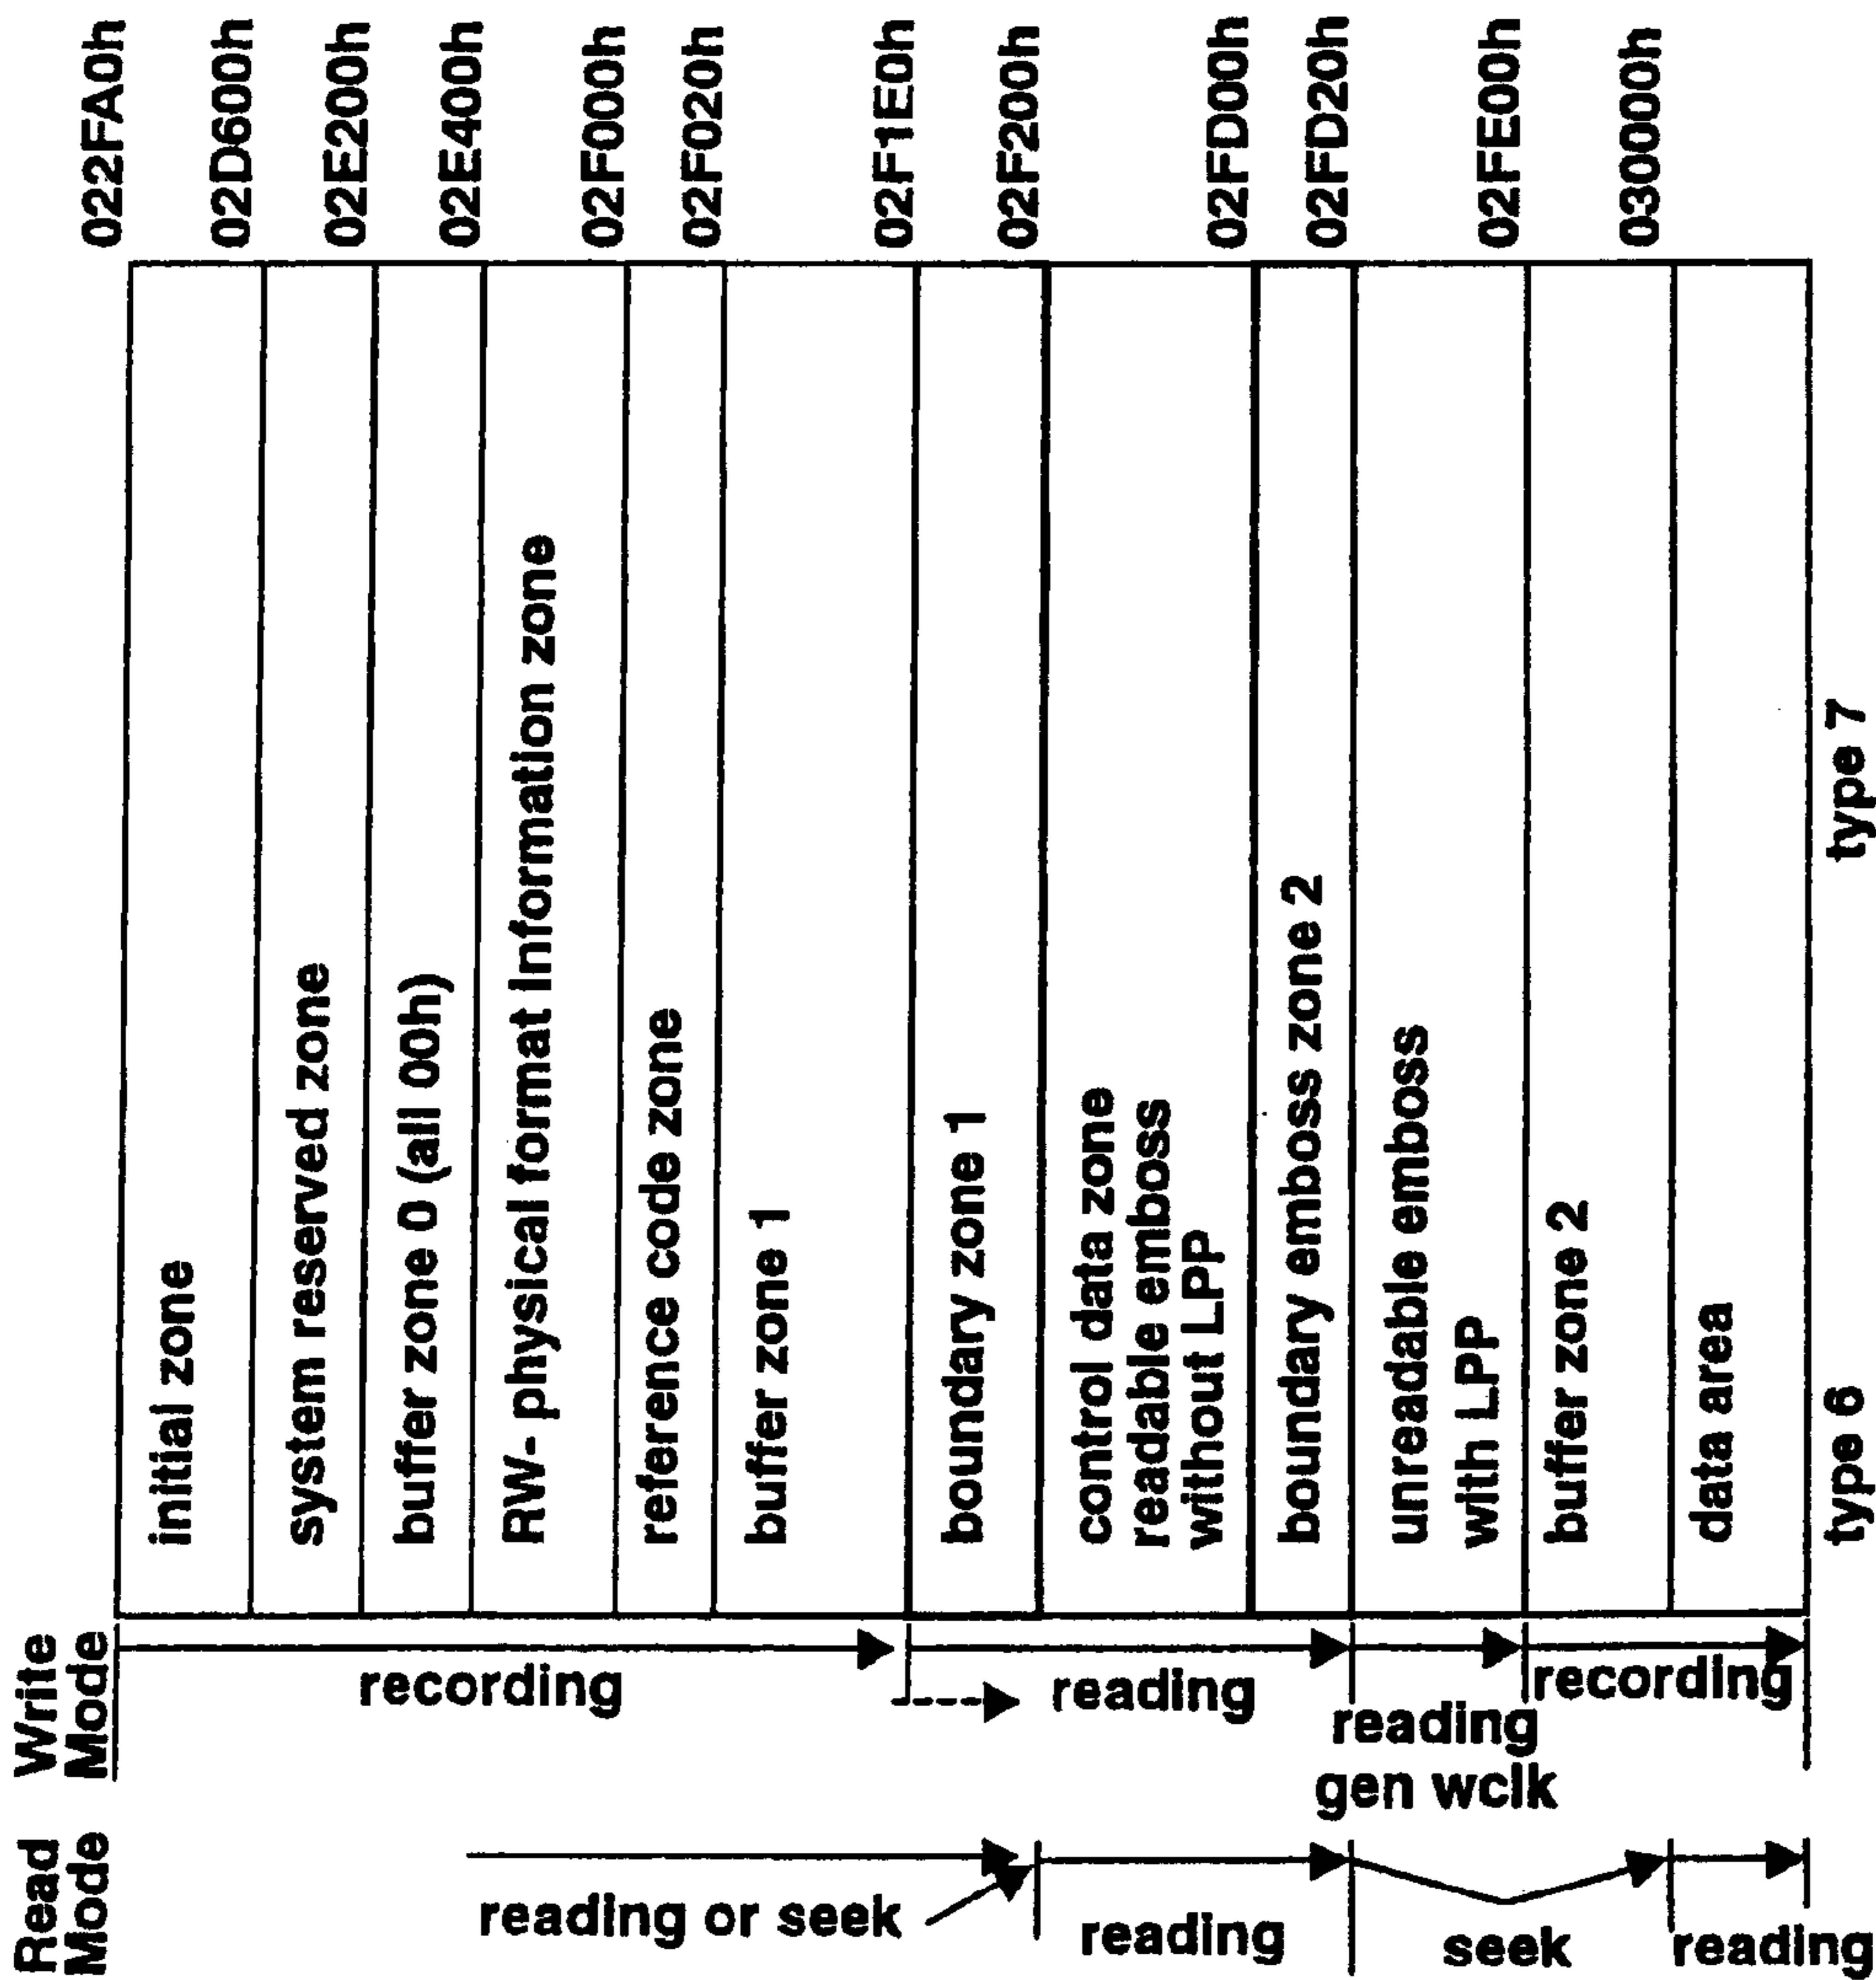 022FA0h
02D600h
02E200h
02E400h
02F000h
02F020h
02F1E0h
02F200h
02FD00h
02FD20h
02FE00h
030000h
initial zone
system reserved zone
buffer zone 0 (all 00h)
RW- physical format Information zone
reference code zone
buffer zone 1
boundary zone 1
control data zone
readable emboss
without LPP
boundary emboss zone 2
unreadable emboss
with LPP
buffer zone 2
data area
type 6
type 7
Write
Mode
recording
reading
reading
gen wclk
recording
Read
Mode
reading or seek
reading
seek
reading